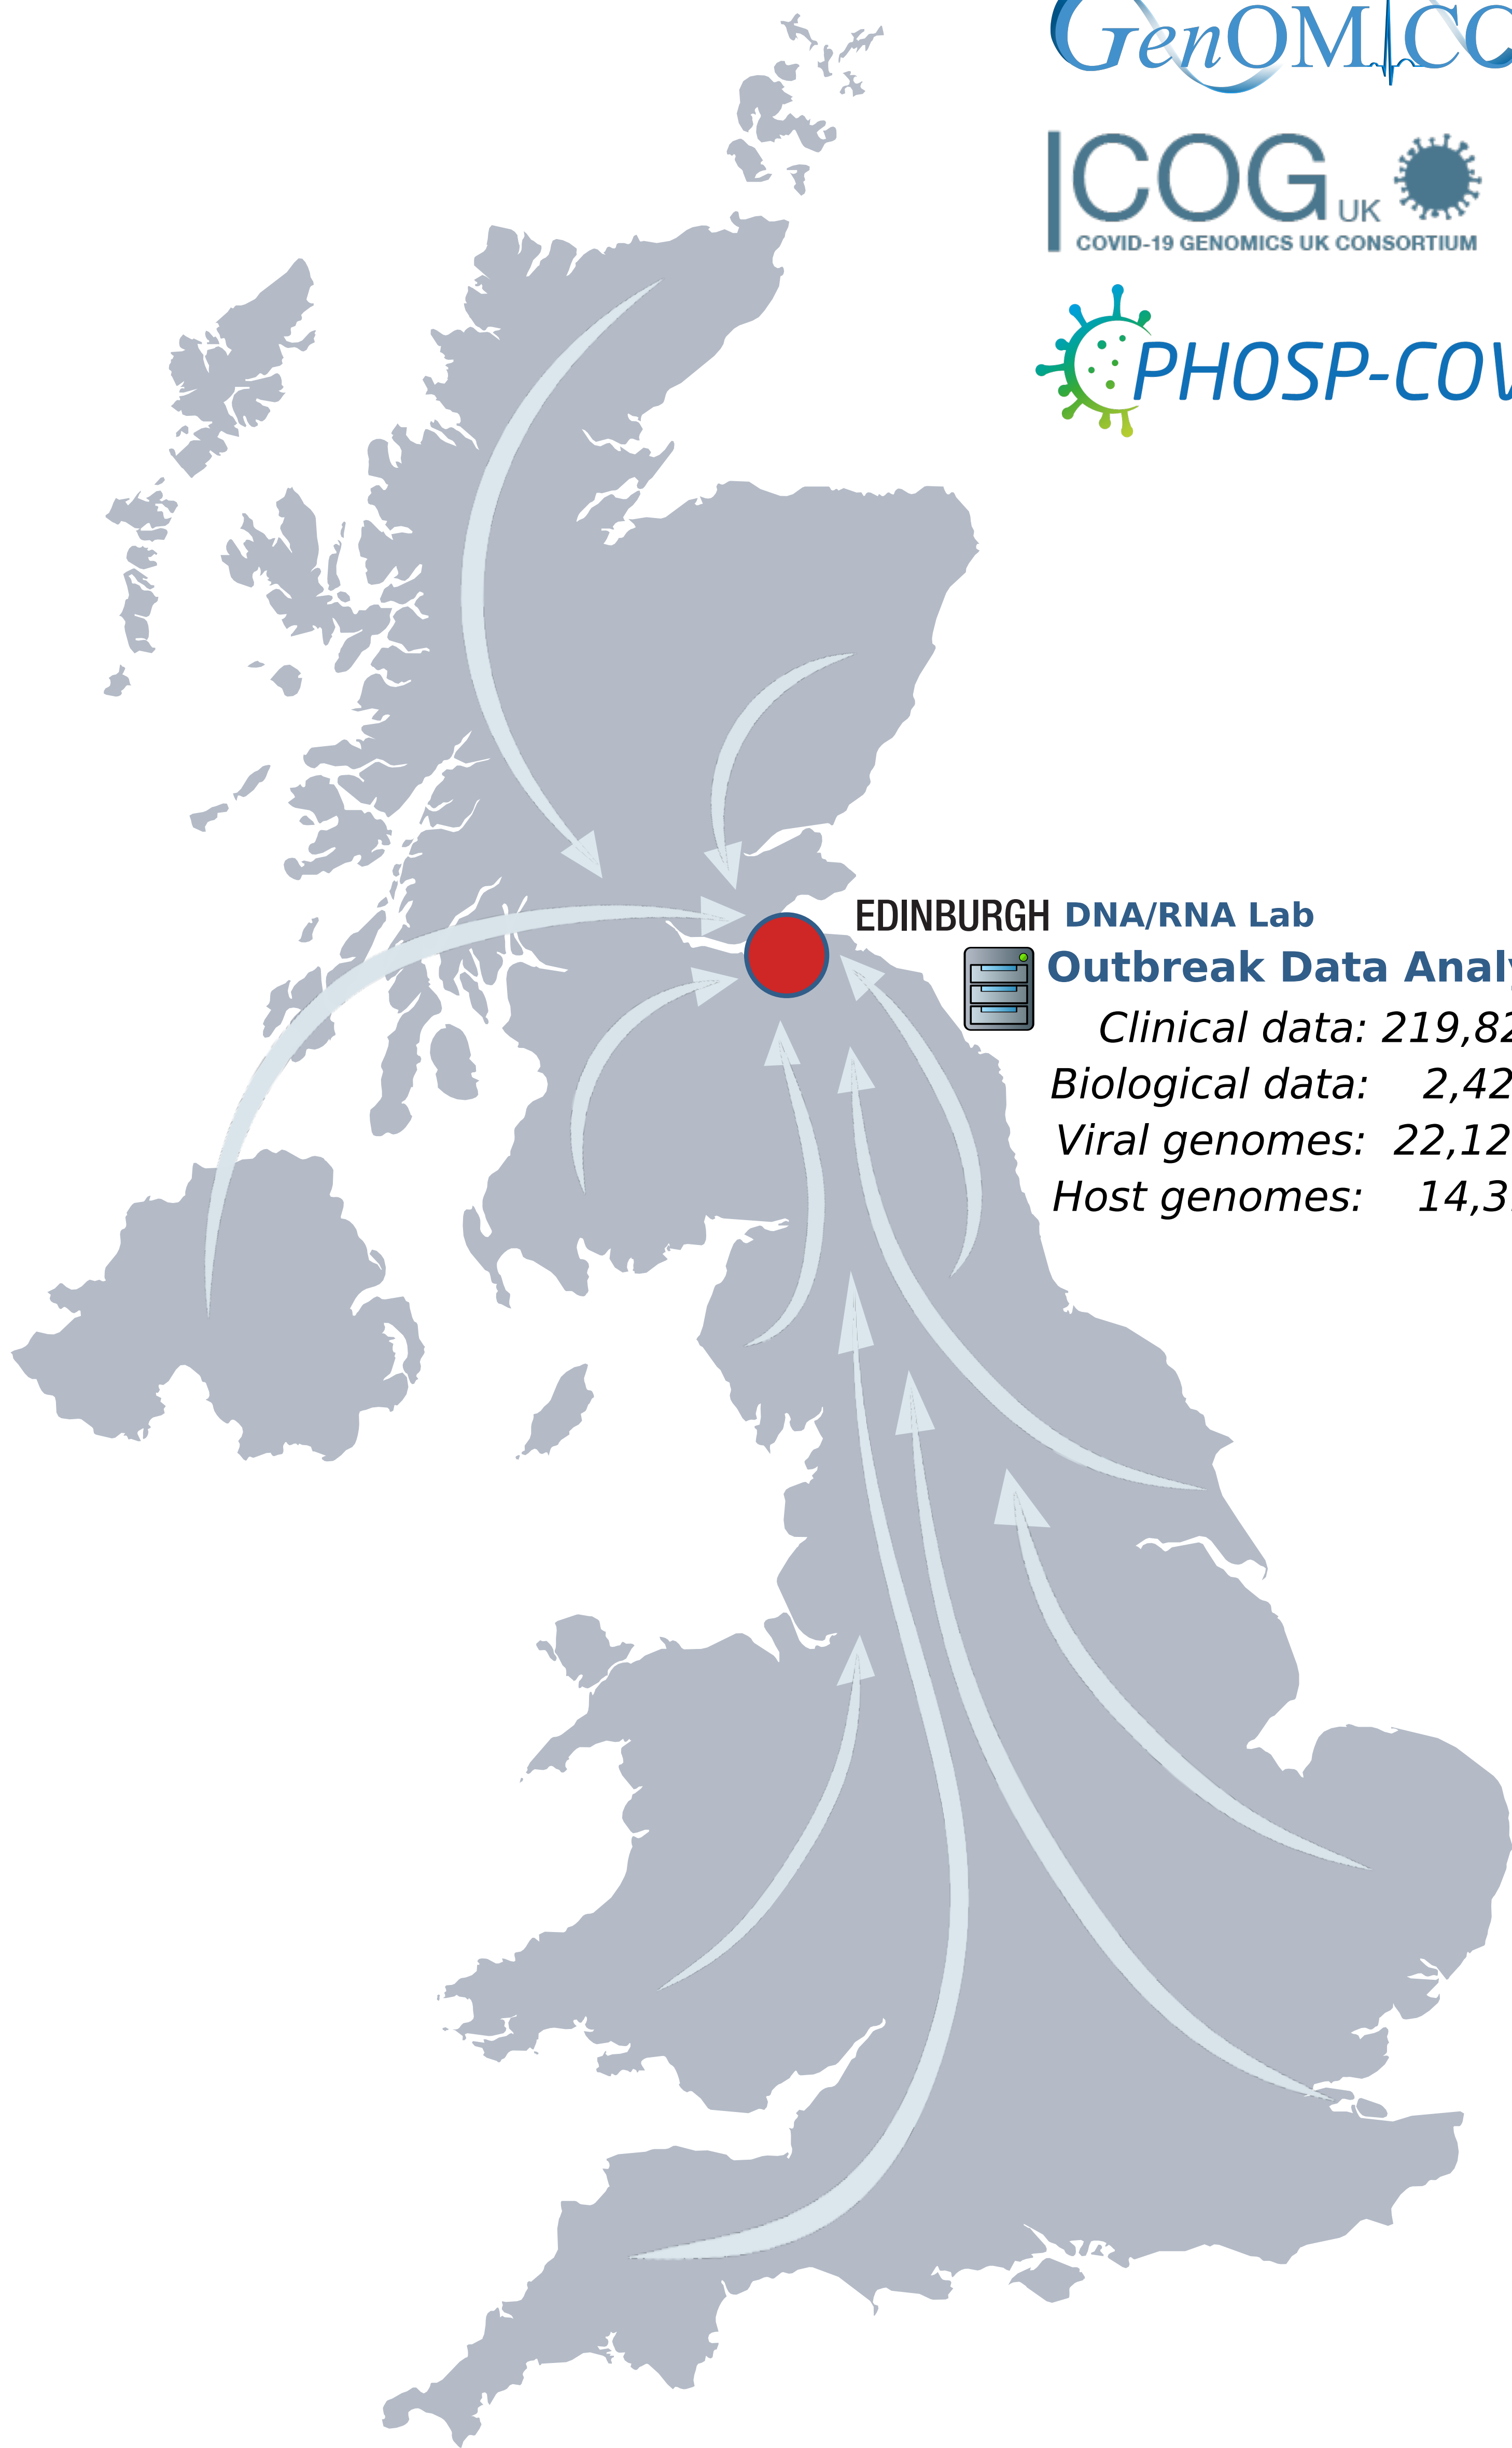 GenOMICC
COG UK
COVID-19 GENOMICS UK CONSORTIUM
PHOSP-COV
EDINBURGH DNA/RNA Lab
Outbreak Data Analy
Clinical data: 219,82
Biological data: 2,42
Viral genomes: 22,12
Host genomes: 14,3